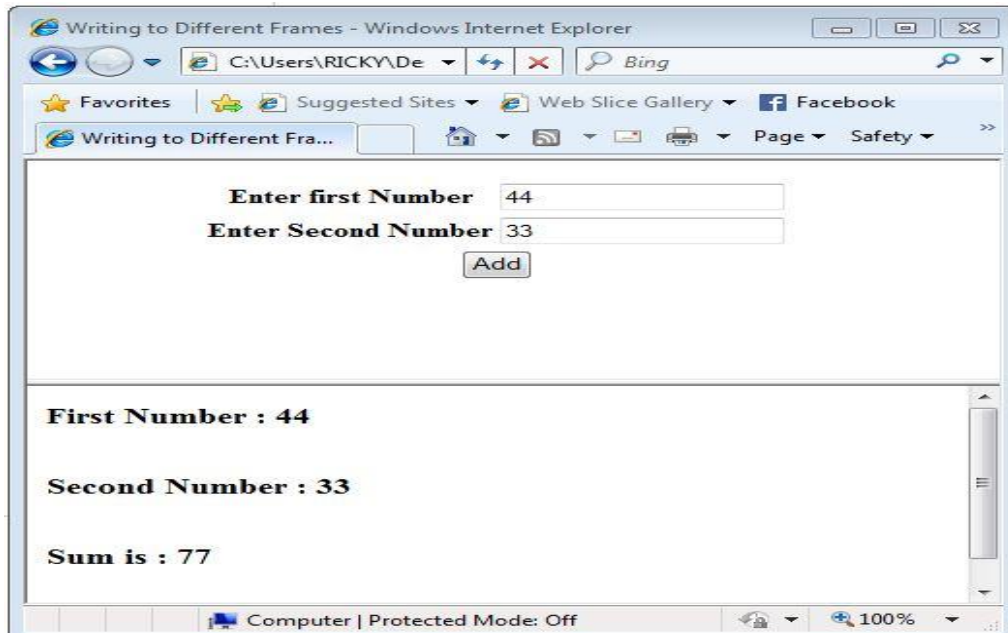 Writing to Different Frames - Windows Internet Explorer
C:\Users\RICKY\De Bing
Favorites Suggested Sites Web Slice Gallery Facebook
Writing to Different Fra... Page Safety »
Enter first Number 44
Enter Second Number 33
Add
First Number : 44
Second Number : 33
Sum is : 77
Computer | Protected Mode: Off 100%